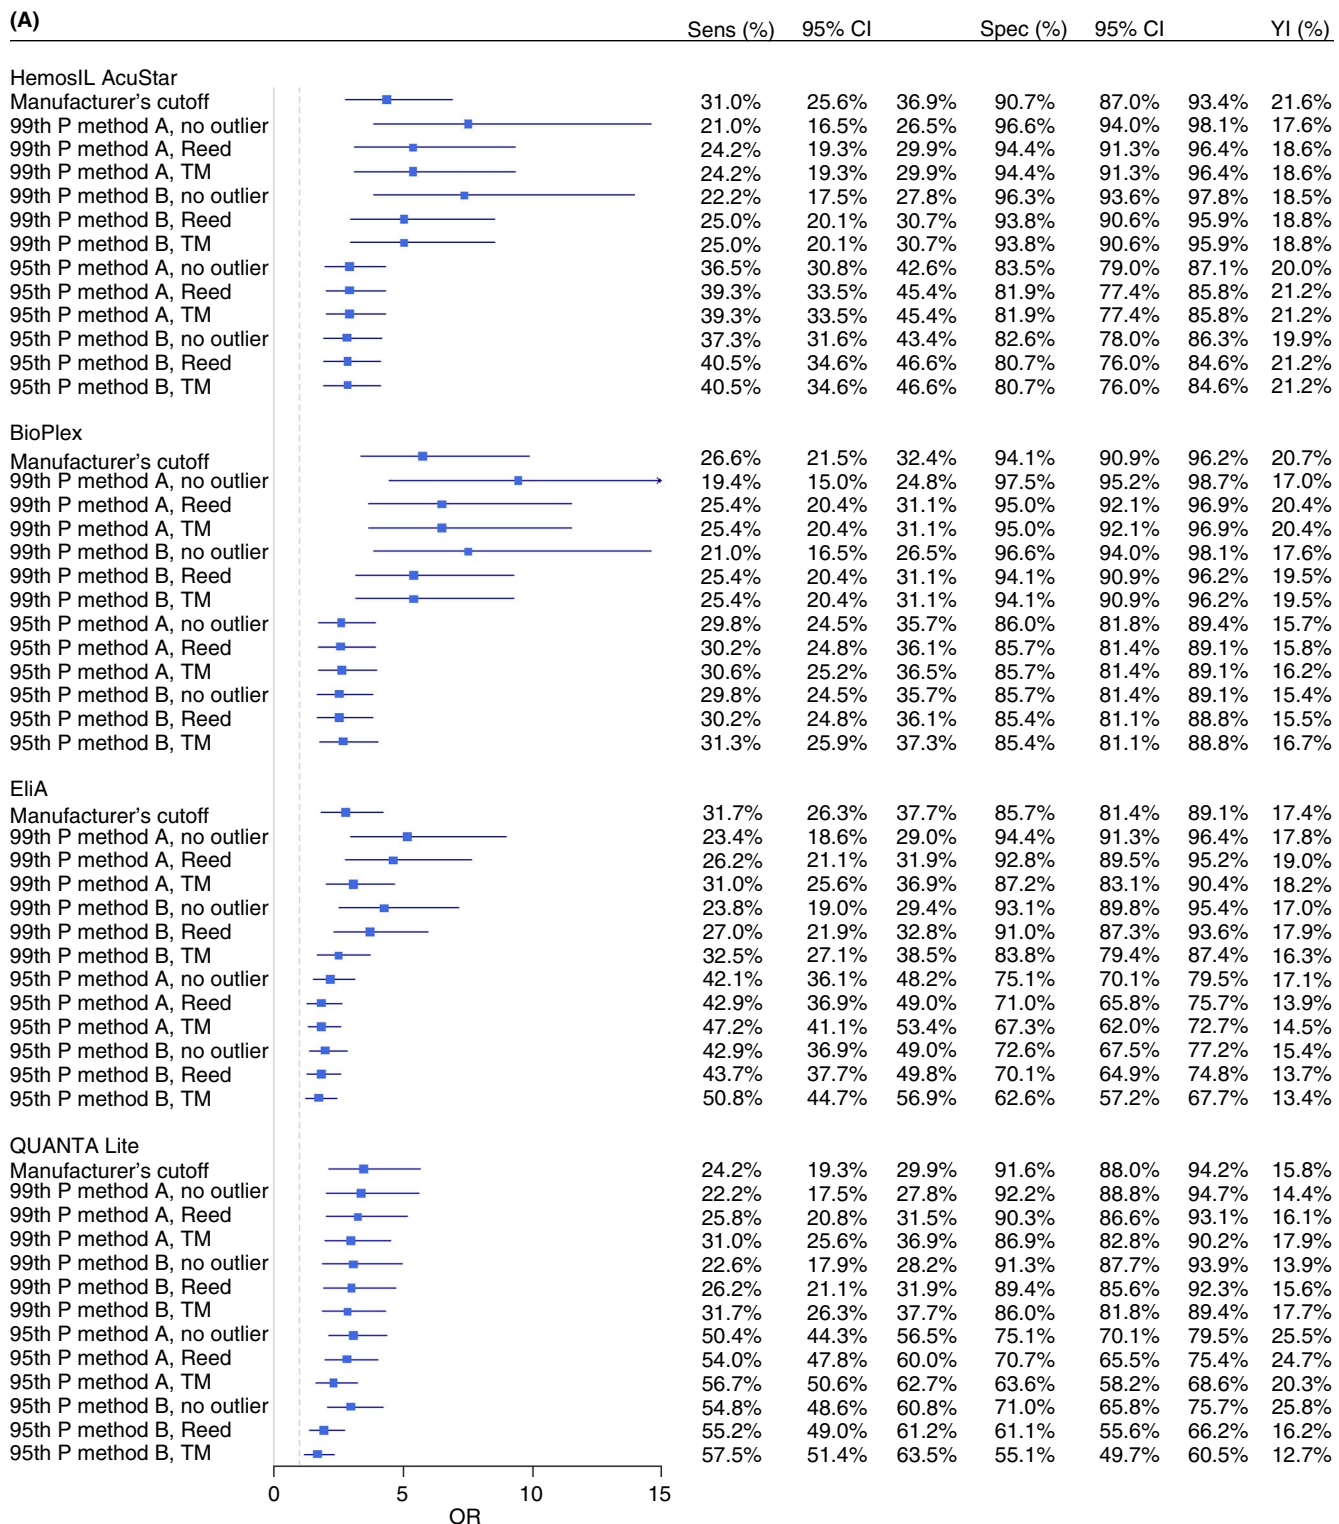 (A)
Sens (%) 95% CI Spec (%) 95% CI YI (%)
HemosIL AcuStar
Manufacturer's cutoff 31.0% 25.6% 36.9% 90.7% 87.0% 93.4% 21.6%
99th P method A, no outlier 21.0% 16.5% 26.5% 96.6% 94.0% 98.1% 17.6%
99th P method A, Reed 24.2% 19.3% 29.9% 94.4% 91.3% 96.4% 18.6%
99th P method A, TM 24.2% 19.3% 29.9% 94.4% 91.3% 96.4% 18.6%
99th P method B, no outlier 22.2% 17.5% 27.8% 96.3% 93.6% 97.8% 18.5%
99th P method B, Reed 25.0% 20.1% 30.7% 93.8% 90.6% 95.9% 18.8%
99th P method B, TM 25.0% 20.1% 30.7% 93.8% 90.6% 95.9% 18.8%
95th P method A, no outlier 36.5% 30.8% 42.6% 83.5% 79.0% 87.1% 20.0%
95th P method A, Reed 39.3% 33.5% 45.4% 81.9% 77.4% 85.8% 21.2%
95th P method A, TM 39.3% 33.5% 45.4% 81.9% 77.4% 85.8% 21.2%
95th P method B, no outlier 37.3% 31.6% 43.4% 82.6% 78.0% 86.3% 19.9%
95th P method B, Reed 40.5% 34.6% 46.6% 80.7% 76.0% 84.6% 21.2%
95th P method B, TM 40.5% 34.6% 46.6% 80.7% 76.0% 84.6% 21.2%
BioPlex
Manufacturer's cutoff 26.6% 21.5% 32.4% 94.1% 90.9% 96.2% 20.7%
99th P method A, no outlier 19.4% 15.0% 24.8% 97.5% 95.2% 98.7% 17.0%
99th P method A, Reed 25.4% 20.4% 31.1% 95.0% 92.1% 96.9% 20.4%
99th P method A, TM 25.4% 20.4% 31.1% 95.0% 92.1% 96.9% 20.4%
99th P method B, no outlier 21.0% 16.5% 26.5% 96.6% 94.0% 98.1% 17.6%
99th P method B, Reed 25.4% 20.4% 31.1% 94.1% 90.9% 96.2% 19.5%
99th P method B, TM 25.4% 20.4% 31.1% 94.1% 90.9% 96.2% 19.5%
95th P method A, no outlier 29.8% 24.5% 35.7% 86.0% 81.8% 89.4% 15.7%
95th P method A, Reed 30.2% 24.8% 36.1% 85.7% 81.4% 89.1% 15.8%
95th P method A, TM 30.6% 25.2% 36.5% 85.7% 81.4% 89.1% 16.2%
95th P method B, no outlier 29.8% 24.5% 35.7% 85.7% 81.4% 89.1% 15.4%
95th P method B, Reed 30.2% 24.8% 36.1% 85.4% 81.1% 88.8% 15.5%
95th P method B, TM 31.3% 25.9% 37.3% 85.4% 81.1% 88.8% 16.7%
EliA
Manufacturer's cutoff 31.7% 26.3% 37.7% 85.7% 81.4% 89.1% 17.4%
99th P method A, no outlier 23.4% 18.6% 29.0% 94.4% 91.3% 96.4% 17.8%
99th P method A, Reed 26.2% 21.1% 31.9% 92.8% 89.5% 95.2% 19.0%
99th P method A, TM 31.0% 25.6% 36.9% 87.2% 83.1% 90.4% 18.2%
99th P method B, no outlier 23.8% 19.0% 29.4% 93.1% 89.8% 95.4% 17.0%
99th P method B, Reed 27.0% 21.9% 32.8% 91.0% 87.3% 93.6% 17.9%
99th P method B, TM 32.5% 27.1% 38.5% 83.8% 79.4% 87.4% 16.3%
95th P method A, no outlier 42.1% 36.1% 48.2% 75.1% 70.1% 79.5% 17.1%
95th P method A, Reed 42.9% 36.9% 49.0% 71.0% 65.8% 75.7% 13.9%
95th P method A, TM 47.2% 41.1% 53.4% 67.3% 62.0% 72.7% 14.5%
95th P method B, no outlier 42.9% 36.9% 49.0% 72.6% 67.5% 77.2% 15.4%
95th P method B, Reed 43.7% 37.7% 49.8% 70.1% 64.9% 74.8% 13.7%
95th P method B, TM 50.8% 44.7% 56.9% 62.6% 57.2% 67.7% 13.4%
QUANTA Lite
Manufacturer's cutoff 24.2% 19.3% 29.9% 91.6% 88.0% 94.2% 15.8%
99th P method A, no outlier 22.2% 17.5% 27.8% 92.2% 88.8% 94.7% 14.4%
99th P method A, Reed 25.8% 20.8% 31.5% 90.3% 86.6% 93.1% 16.1%
99th P method A, TM 31.0% 25.6% 36.9% 86.9% 82.8% 90.2% 17.9%
99th P method B, no outlier 22.6% 17.9% 28.2% 91.3% 87.7% 93.9% 13.9%
99th P method B, Reed 26.2% 21.1% 31.9% 89.4% 85.6% 92.3% 15.6%
99th P method B, TM 31.7% 26.3% 37.7% 86.0% 81.8% 89.4% 17.7%
95th P method A, no outlier 50.4% 44.3% 56.5% 75.1% 70.1% 79.5% 25.5%
95th P method A, Reed 54.0% 47.8% 60.0% 70.7% 65.5% 75.4% 24.7%
95th P method A, TM 56.7% 50.6% 62.7% 63.6% 58.2% 68.6% 20.3%
95th P method B, no outlier 54.8% 48.6% 60.8% 71.0% 65.8% 75.7% 25.8%
95th P method B, Reed 55.2% 49.0% 61.2% 61.1% 55.6% 66.2% 16.2%
95th P method B, TM 57.5% 51.4% 63.5% 55.1% 49.7% 60.5% 12.7%
0 5 10 15
OR